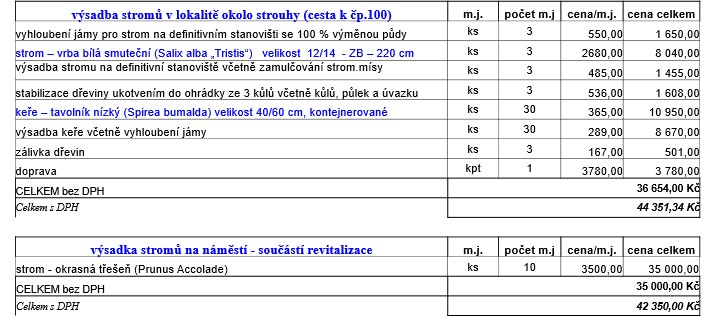 výsadba stromů v lokalitě okolo strouhy (cesta k čp.100) m.j. počet m.j cena/m.j. cena celkem
vyhloubení jámy pro strom na definitivním stanovišti se 100 % výměnou půdy ks 3 550,00 1 650,00
strom – vrba bílá smuteční (Salix alba „Tristis“) velikost 12/14 - ZB – 220 cm ks 3 2680,00 8 040,00
výsadba stromu na definitivní stanoviště včetně zamulčování strom.mísy ks 3 485,00 1 455,00
stabilizace dřeviny ukotvením do ohrádky ze 3 kůlů včetně kůlů, půlek a úvazku ks 3 536,00 1 608,00
keře – tavolník nízký (Spirea bumalda) velikost 40/60 cm, kontejnerované ks 30 365,00 10 950,00
výsadba keře včetně vyhloubení jámy ks 30 289,00 8 670,00
zálivka dřevin ks 3 167,00 501,00
doprava kpt 1 3780,00 3 780,00
CELKEM bez DPH 36 654,00 Kč
Celkem s DPH 44 351,34 Kč
výsadka stromů na náměstí - součástí revitalizace m.j. počet m.j cena/m.j. cena celkem
strom - okrasná třešeň (Prunus Accolade) ks 10 3500,00 35 000,00
CELKEM bez DPH 35 000,00 Kč
Celkem s DPH 42 350,00 Kč